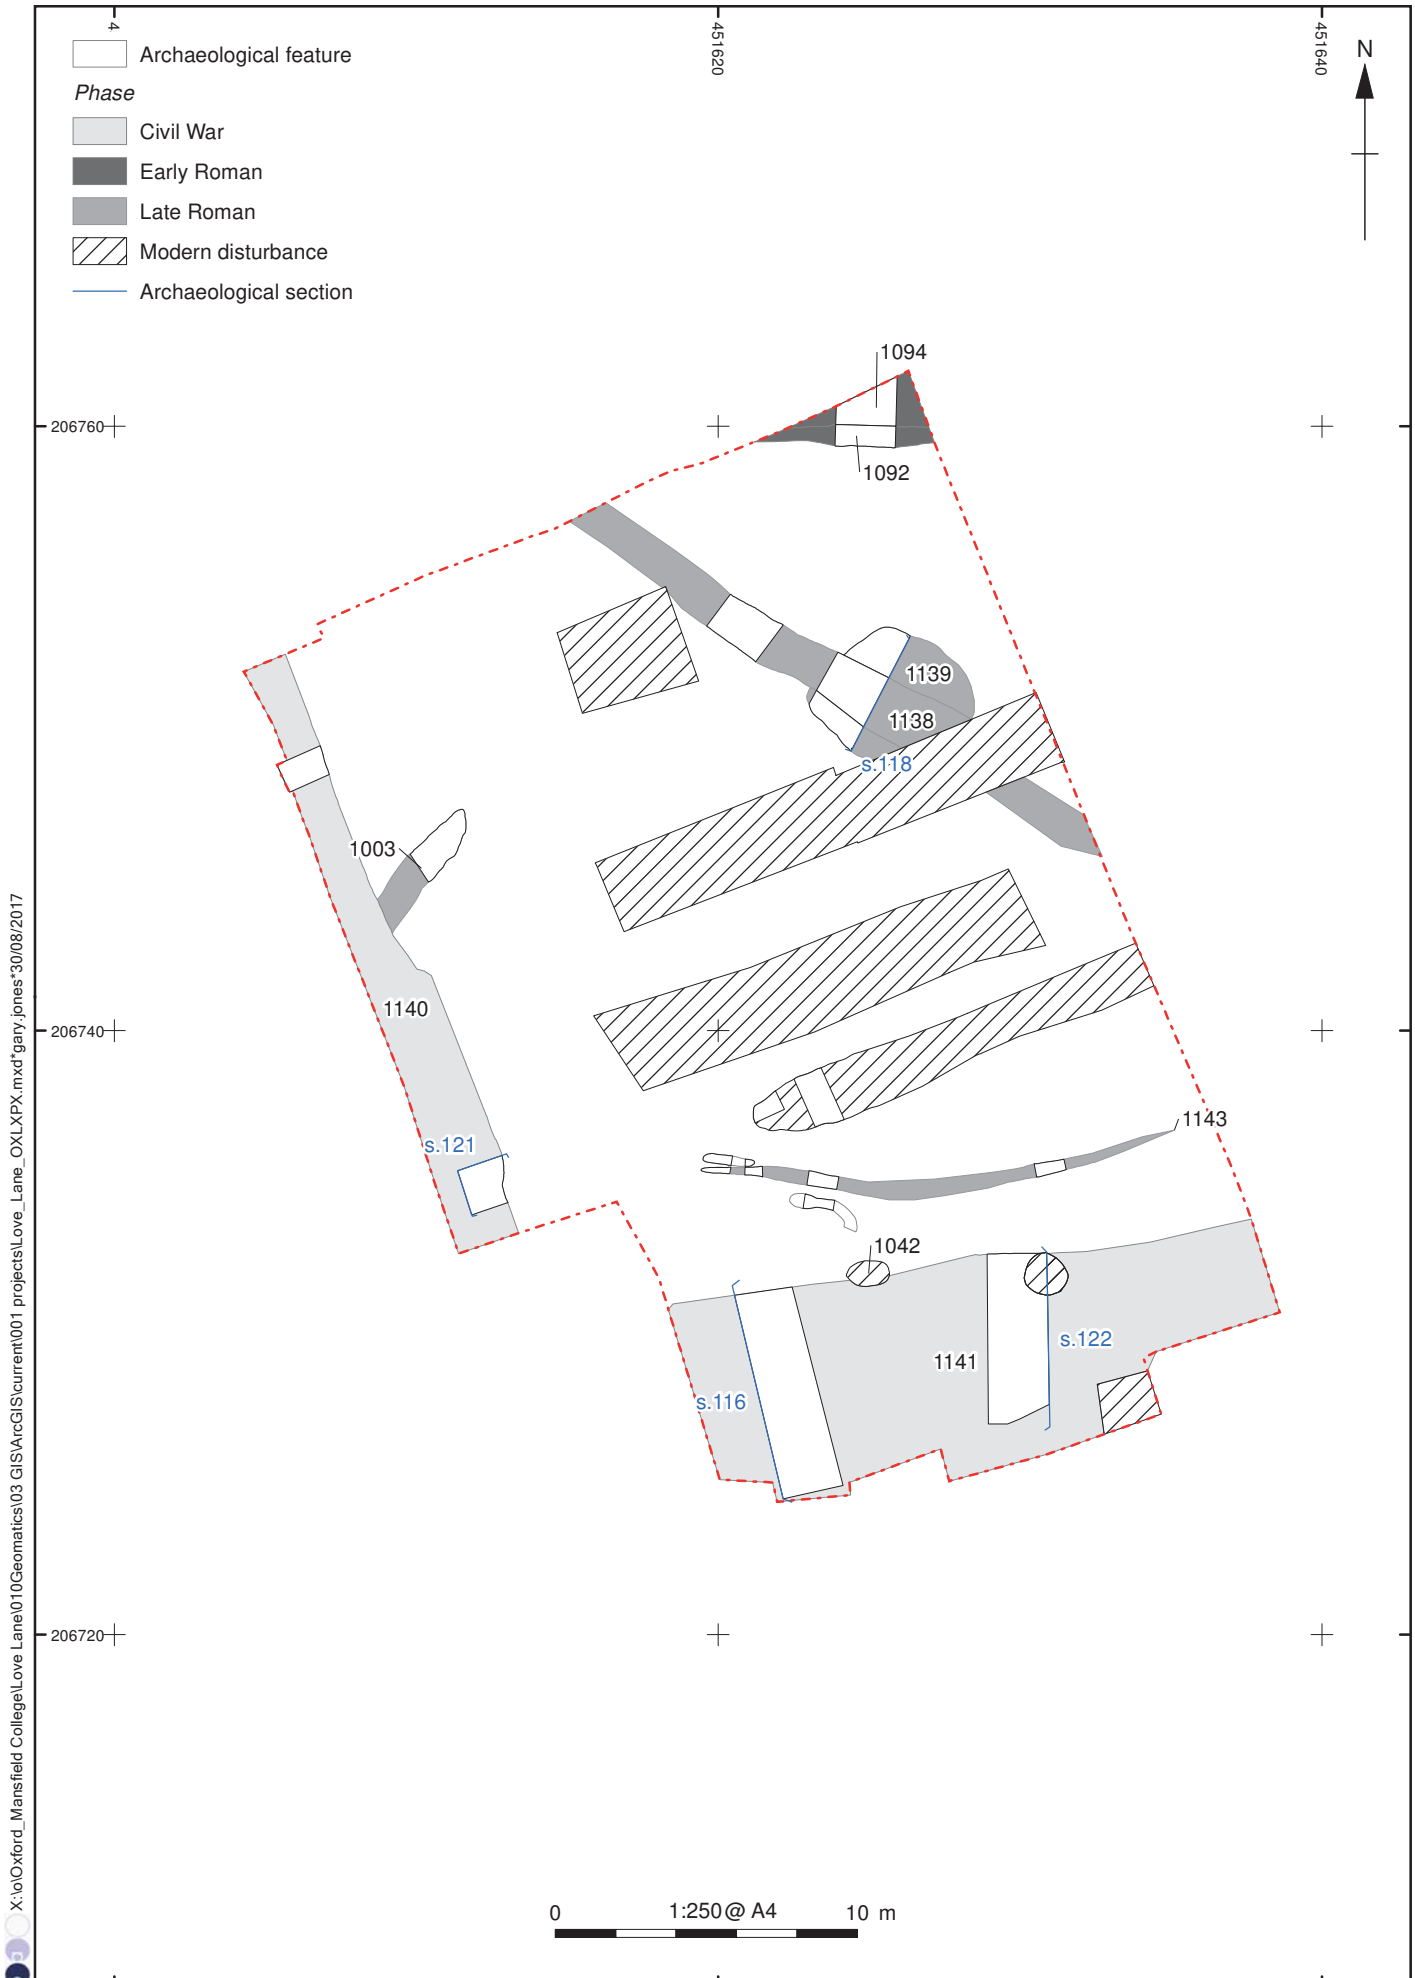 4
451620
451640
N
Archaeological feature
Phase
Civil War
Early Roman
Late Roman
Modern disturbance
Archaeological section
1094
206760
1092
1139
1138
s.118
1003
1140
206740
1143
s.121
1042
s.122
1141
s.116
206720
0 1:250 @ A4 10 m
X:\o\Oxford_Mansfield College\Love Lane\010Geomatics\03 GIS\ArcGIS\current\001 projects\Love_Lane_OXLXPX.mxd*gary.jones*30/08/2017